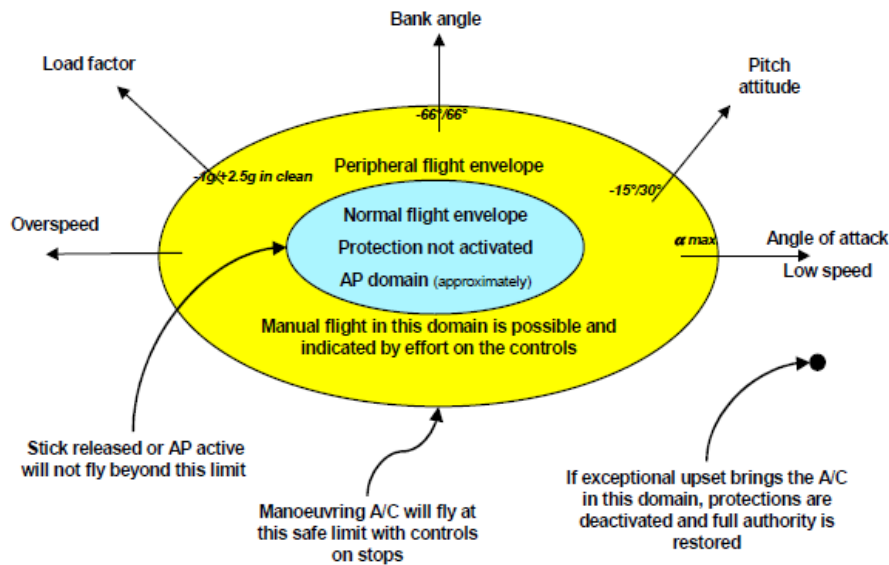 Bank angle
Load factor
Pitch
attitude
-66°/66°
Peripheral flight envelope
-1g/+2.5g in clean
-15°/30°
Normal flight envelope
Overspeed
Protection not activated
α max
Angle of attack
Low speed
AP domain (approximately)
Manual flight in this domain is possible and
indicated by effort on the controls
Stick released or AP active
will not fly beyond this limit
Manoeuvring A/C will fly at
this safe limit with controls
on stops
If exceptional upset brings the A/C
in this domain, protections are
deactivated and full authority is
restored